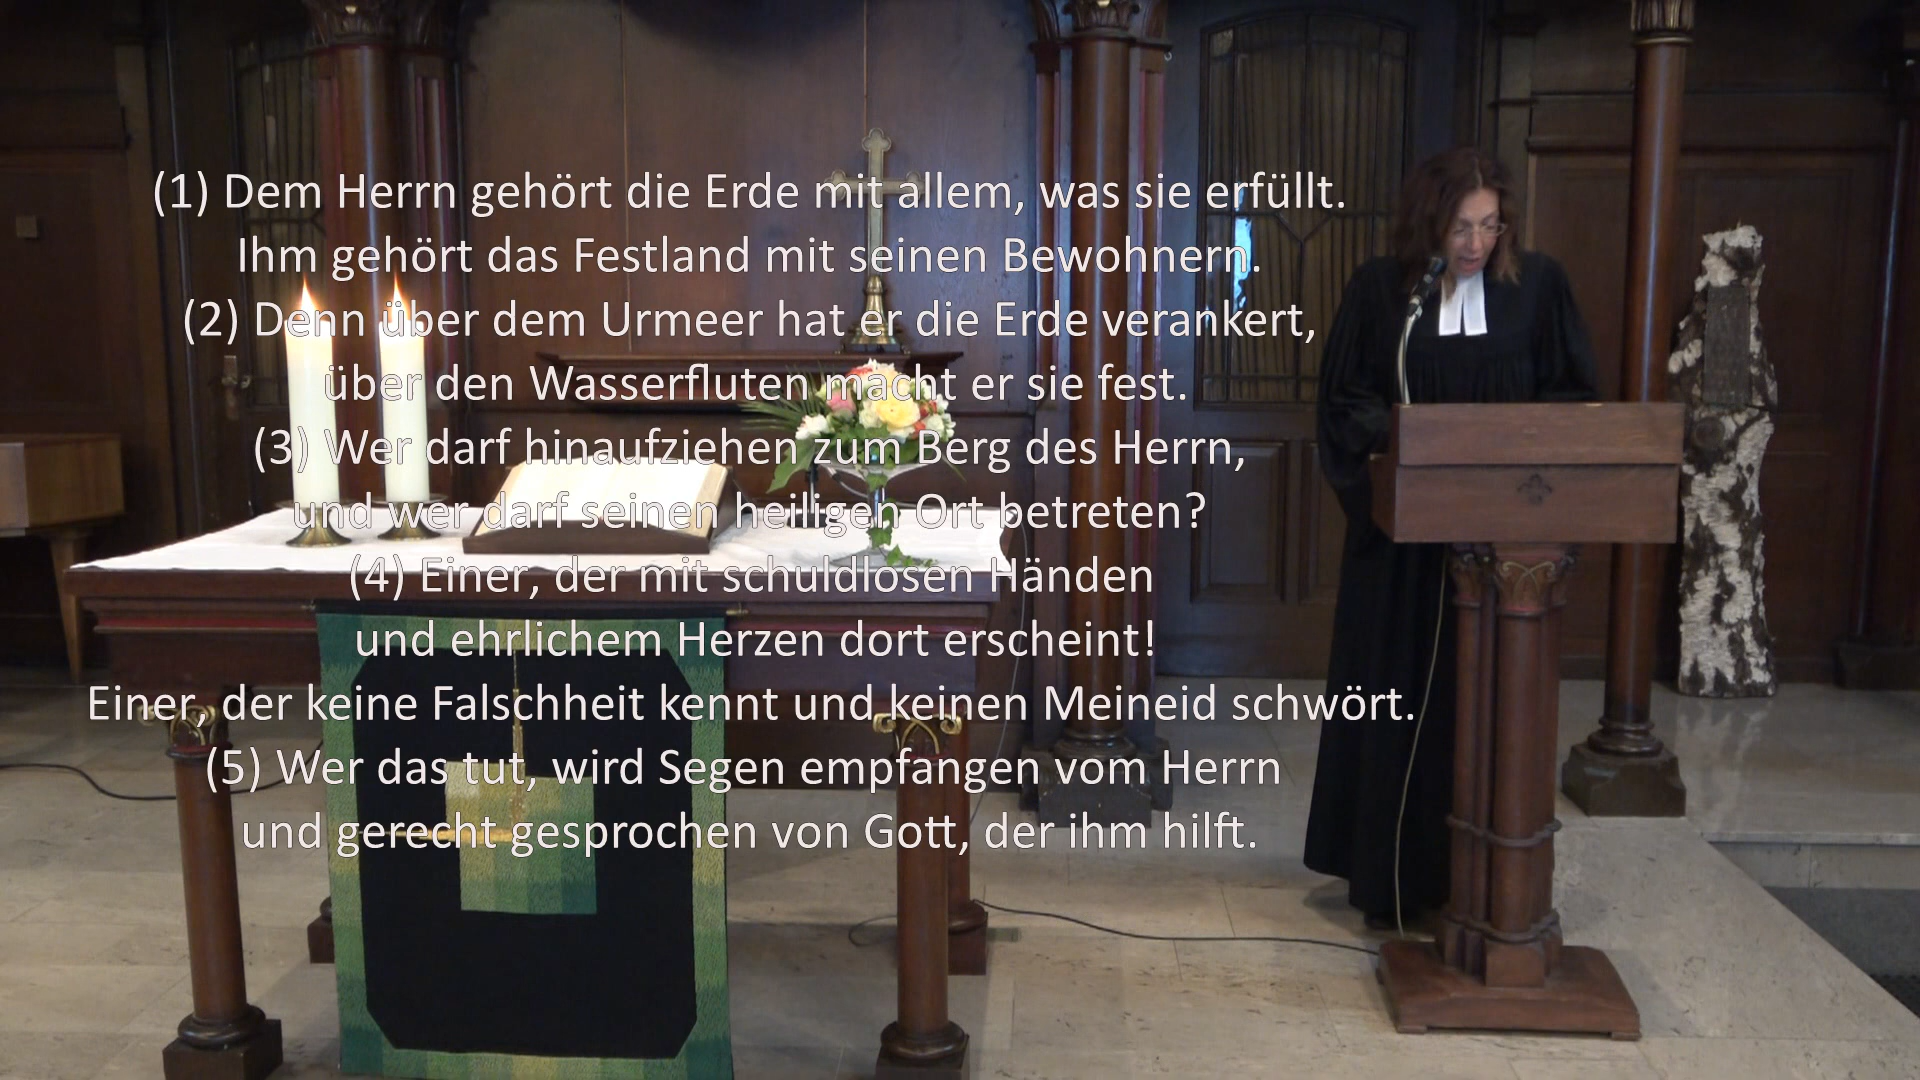 (1) Dem Herrn gehört die Erde mit allem, was sie erfüllt.
Ihm gehört das Festland mit seinen Bewohnern.
(2) Denn über dem Urmeer hat er die Erde verankert,
über den Wasserfluten macht er sie fest.
(3) Wer darf hinaufziehen zum Berg des Herrn,
und wer darf seinen heiligen Ort betreten?
(4) Einer, der mit schuldlosen Händen
und ehrlichem Herzen dort erscheint!
Einer, der keine Falschheit kennt und keinen Meineid schwört.
(5) Wer das tut, wird Segen empfangen vom Herrn
und gerecht gesprochen von Gott, der ihm hilft.